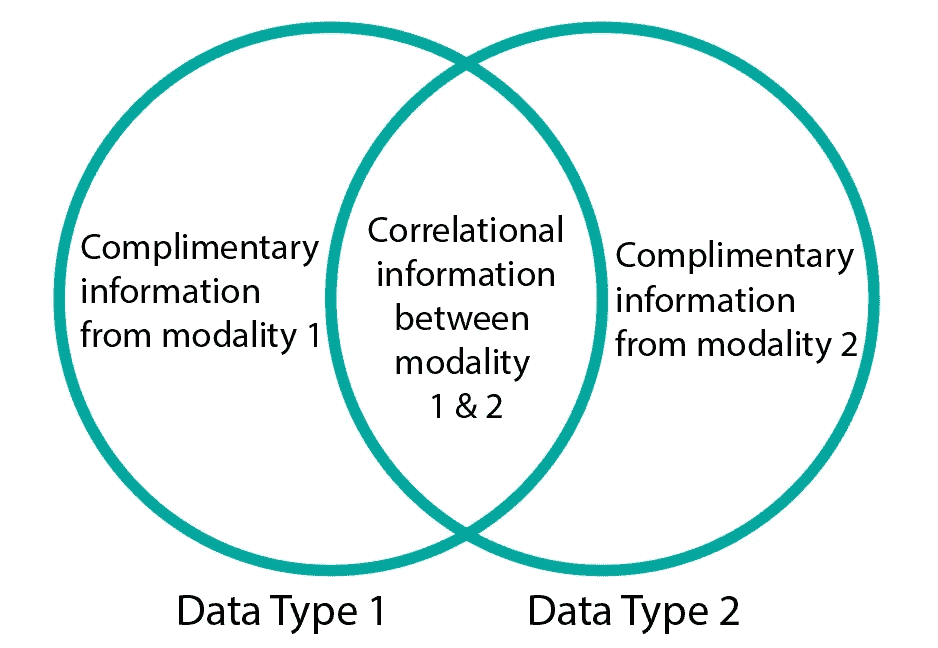 Complimentary
information
from modality 1
Correlational
information
between
modality
1 & 2
Complimentary
information
from modality 2
Data Type 1
Data Type 2